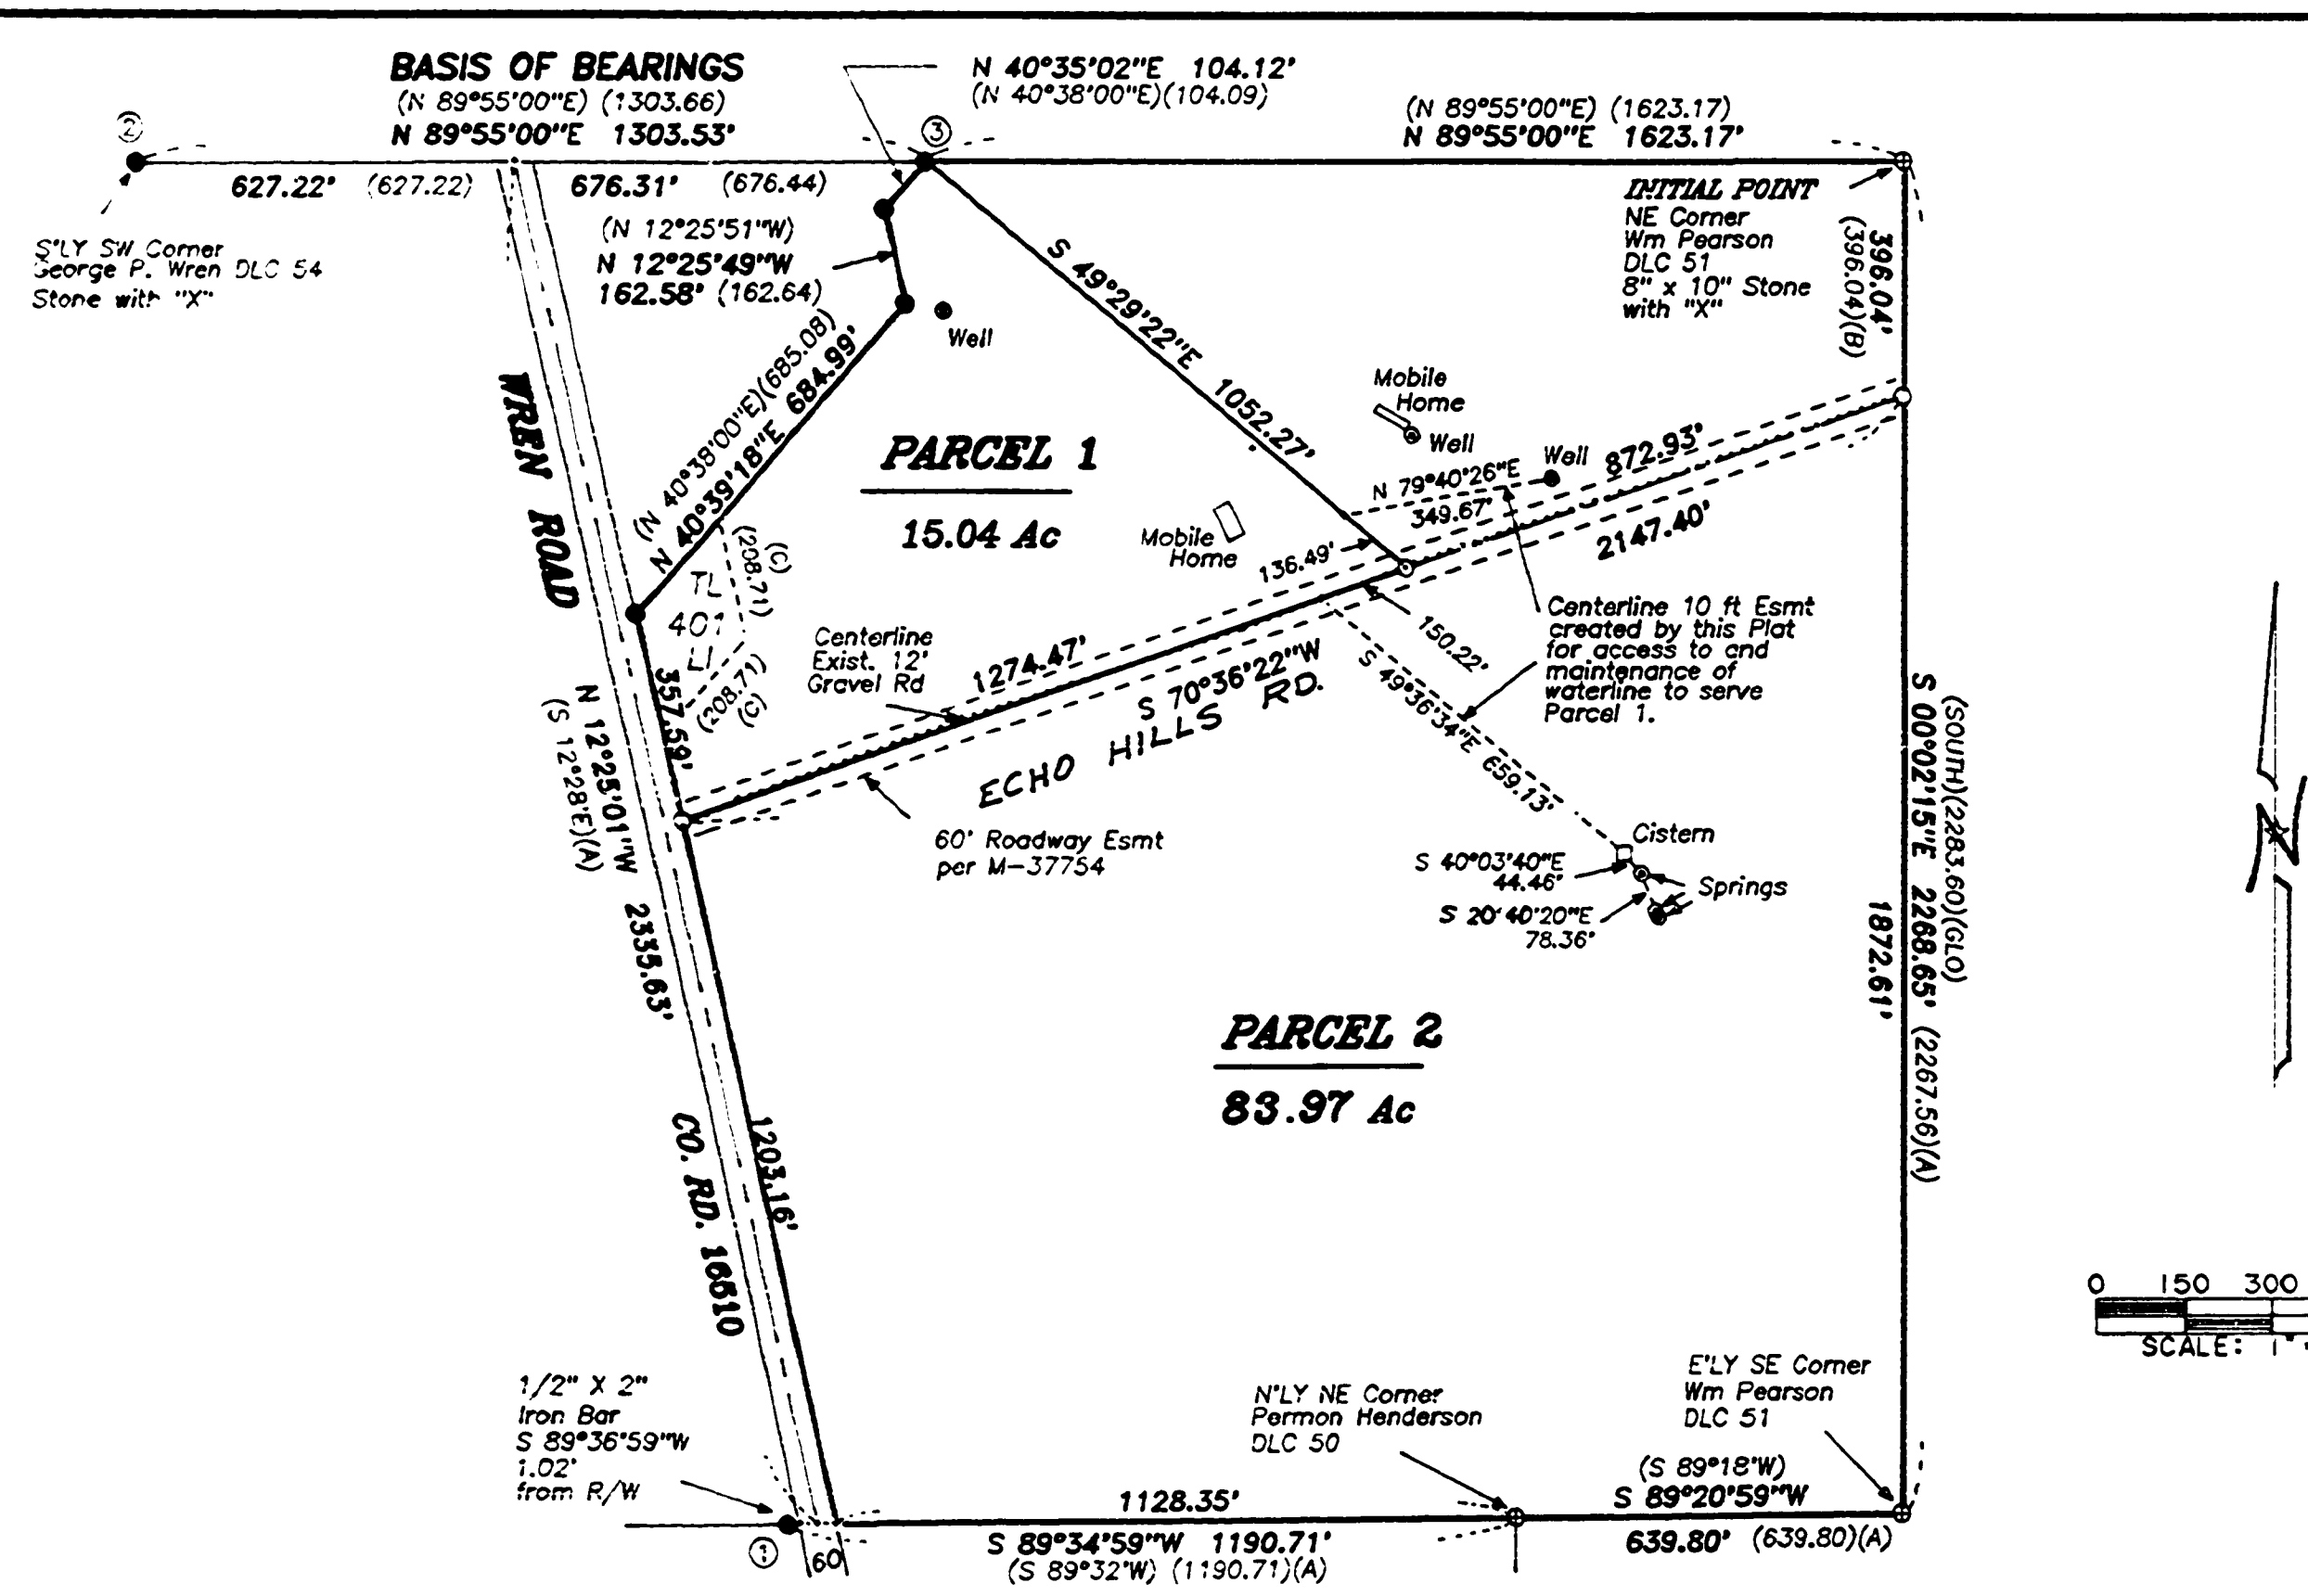 BASIS OF BEARINGS
(N 89°55'00"E) (1303.66)
N 89°55'00"E 1303.53'
N 40°35'02"E 104.12'
(N 40°38'00"E)(104.09)
(N 89°55'00"E) (1623.17)
N 89°55'00"E 1623.17'
2
3
627.22' (627.22)
676.31' (676.44)
S'LY SW Corner
George P. Wren DLC 54
Stone with "X"
(N 12°25'51"W)
N 12°25'49"W
162.58' (162.64)
Well
INITIAL POINT
NE Corner
Wm Pearson
DLC 51
8" x 10" Stone
with "X"
396.04'
(396.04)(B)
S 49°29'22"E 1052.27'
(N 40°38'00"E)(685.08)
N 40°39'18"E 684.99'
WREN ROAD
PARCEL 1
15.04 Ac
Mobile
Home
Well
Well
872.93'
N 79°40'26"E
349.67'
2147.40'
Mobile
Home
136.49'
TL
401
LI
(208.71)
(C)
(208.71)
(C)
357.59'
Centerline
Exist. 12'
Gravel Rd
1274.47'
S 70°36'22"W
ECHO HILLS RD.
150.22'
S 49°36'34"E 659.13'
Centerline 10 ft Esmt
created by this Plat
for access to and
maintenance of
waterline to serve
Parcel 1.
N 12°25'01"W 2335.63'
(S 12°28'E)(A)
60' Roadway Esmt
per M-37754
Cistern
S 40°03'40"E
44.46'
Springs
S 20°40'20"E
78.36'
(SOUTH)(2283.60)(GLO)
S 00°02'15"E 2268.65' (2267.56)(A)
1872.61'
PARCEL 2
83.97 Ac
1203.16'
CO. RD. 16510
N
0 150 300
SCALE: 1"
1/2" X 2"
Iron Bar
S 89°36'59"W
1.02'
from R/W
N'LY NE Corner
Permon Henderson
DLC 50
E'LY SE Corner
Wm Pearson
DLC 51
(S 89°18'W)
S 89°20'59"W
639.80' (639.80)(A)
1128.35'
S 89°34'59"W 1190.71'
(S 89°32'W) (1190.71)(A)
1
60